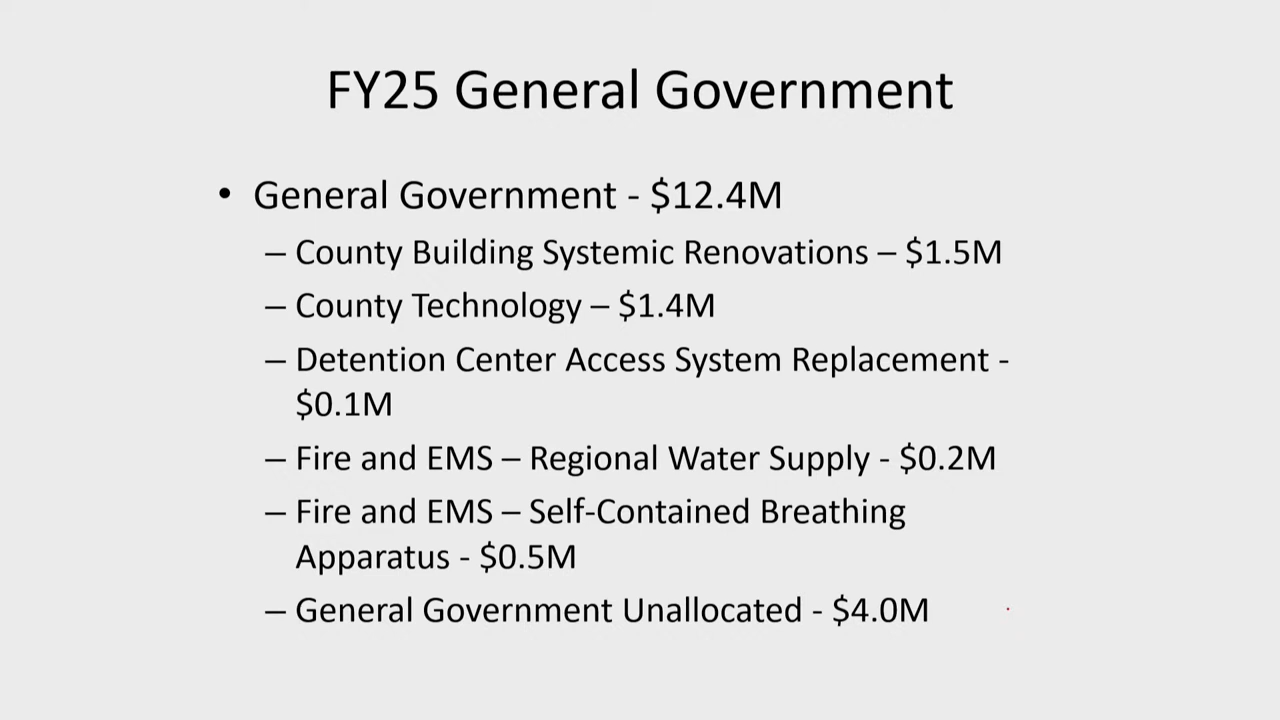 FY25 General Government
• General Government - $12.4M
– County Building Systemic Renovations – $1.5M
– County Technology – $1.4M
– Detention Center Access System Replacement -
$0.1M
– Fire and EMS – Regional Water Supply - $0.2M
– Fire and EMS – Self-Contained Breathing
Apparatus - $0.5M
– General Government Unallocated - $4.0M